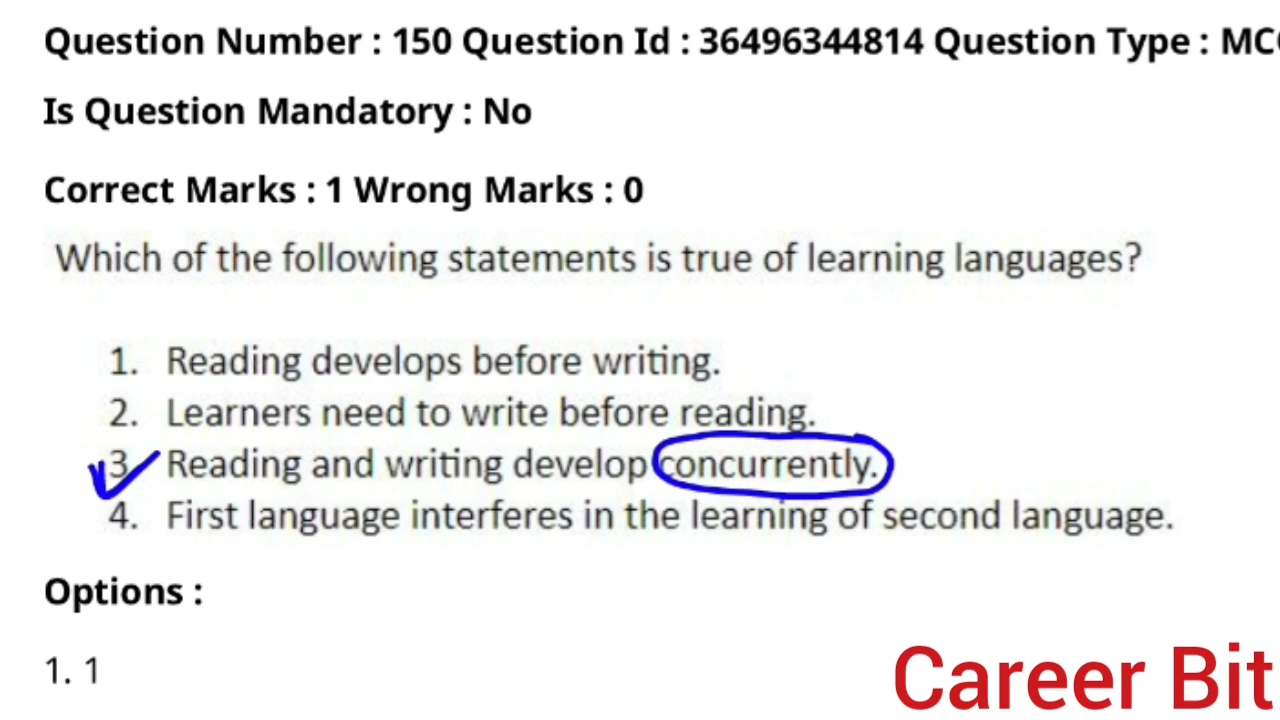 Question Number : 150 Question Id : 36496344814 Question Type : MC
Is Question Mandatory : No
Correct Marks : 1 Wrong Marks : 0
Which of the following statements is true of learning languages?
1. Reading develops before writing.
2. Learners need to write before reading.
3. Reading and writing develop concurrently.
4. First language interferes in the learning of second language.
Options :
1. 1
Career Bit